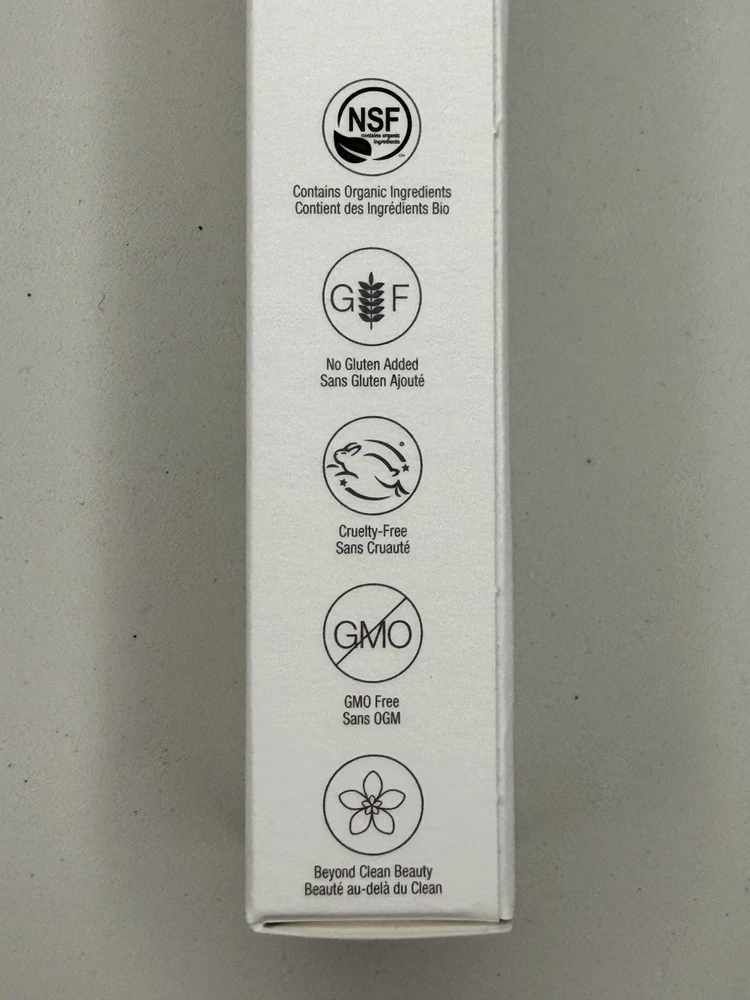 NSF
contains organic
ingredients
Contains Organic Ingredients
Contient des Ingrédients Bio
G F
No Gluten Added
Sans Gluten Ajouté
Cruelty-Free
Sans Cruauté
GMO
GMO Free
Sans OGM
Beyond Clean Beauty
Beauté au-delà du Clean